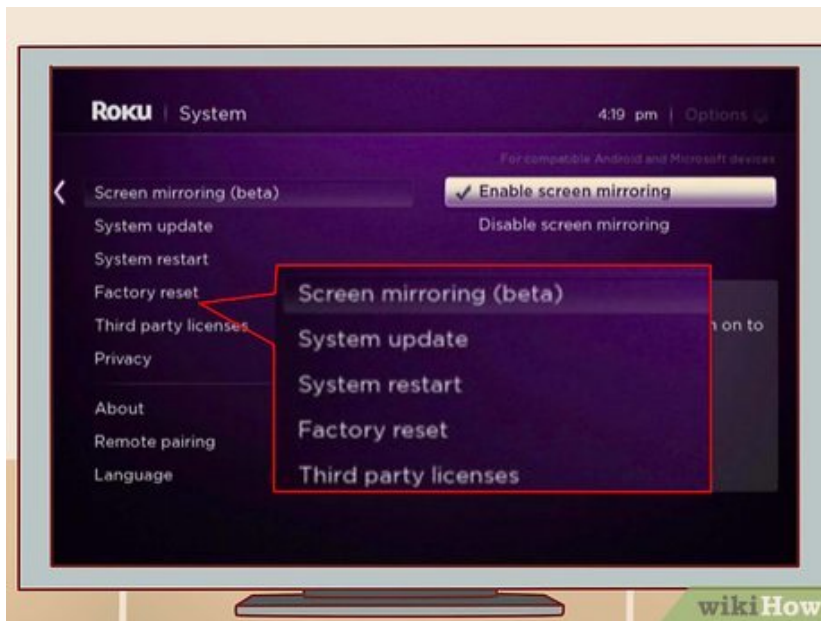 Roku | System
4:19 pm | Options
For compatible Android and Microsoft devices
Screen mirroring (beta)
✓ Enable screen mirroring
System update
Disable screen mirroring
System restart
Factory reset
Third party licenses
Privacy
About
Remote pairing
Language
on to
Screen mirroring (beta)
System update
System restart
Factory reset
Third party licenses
wikiHow